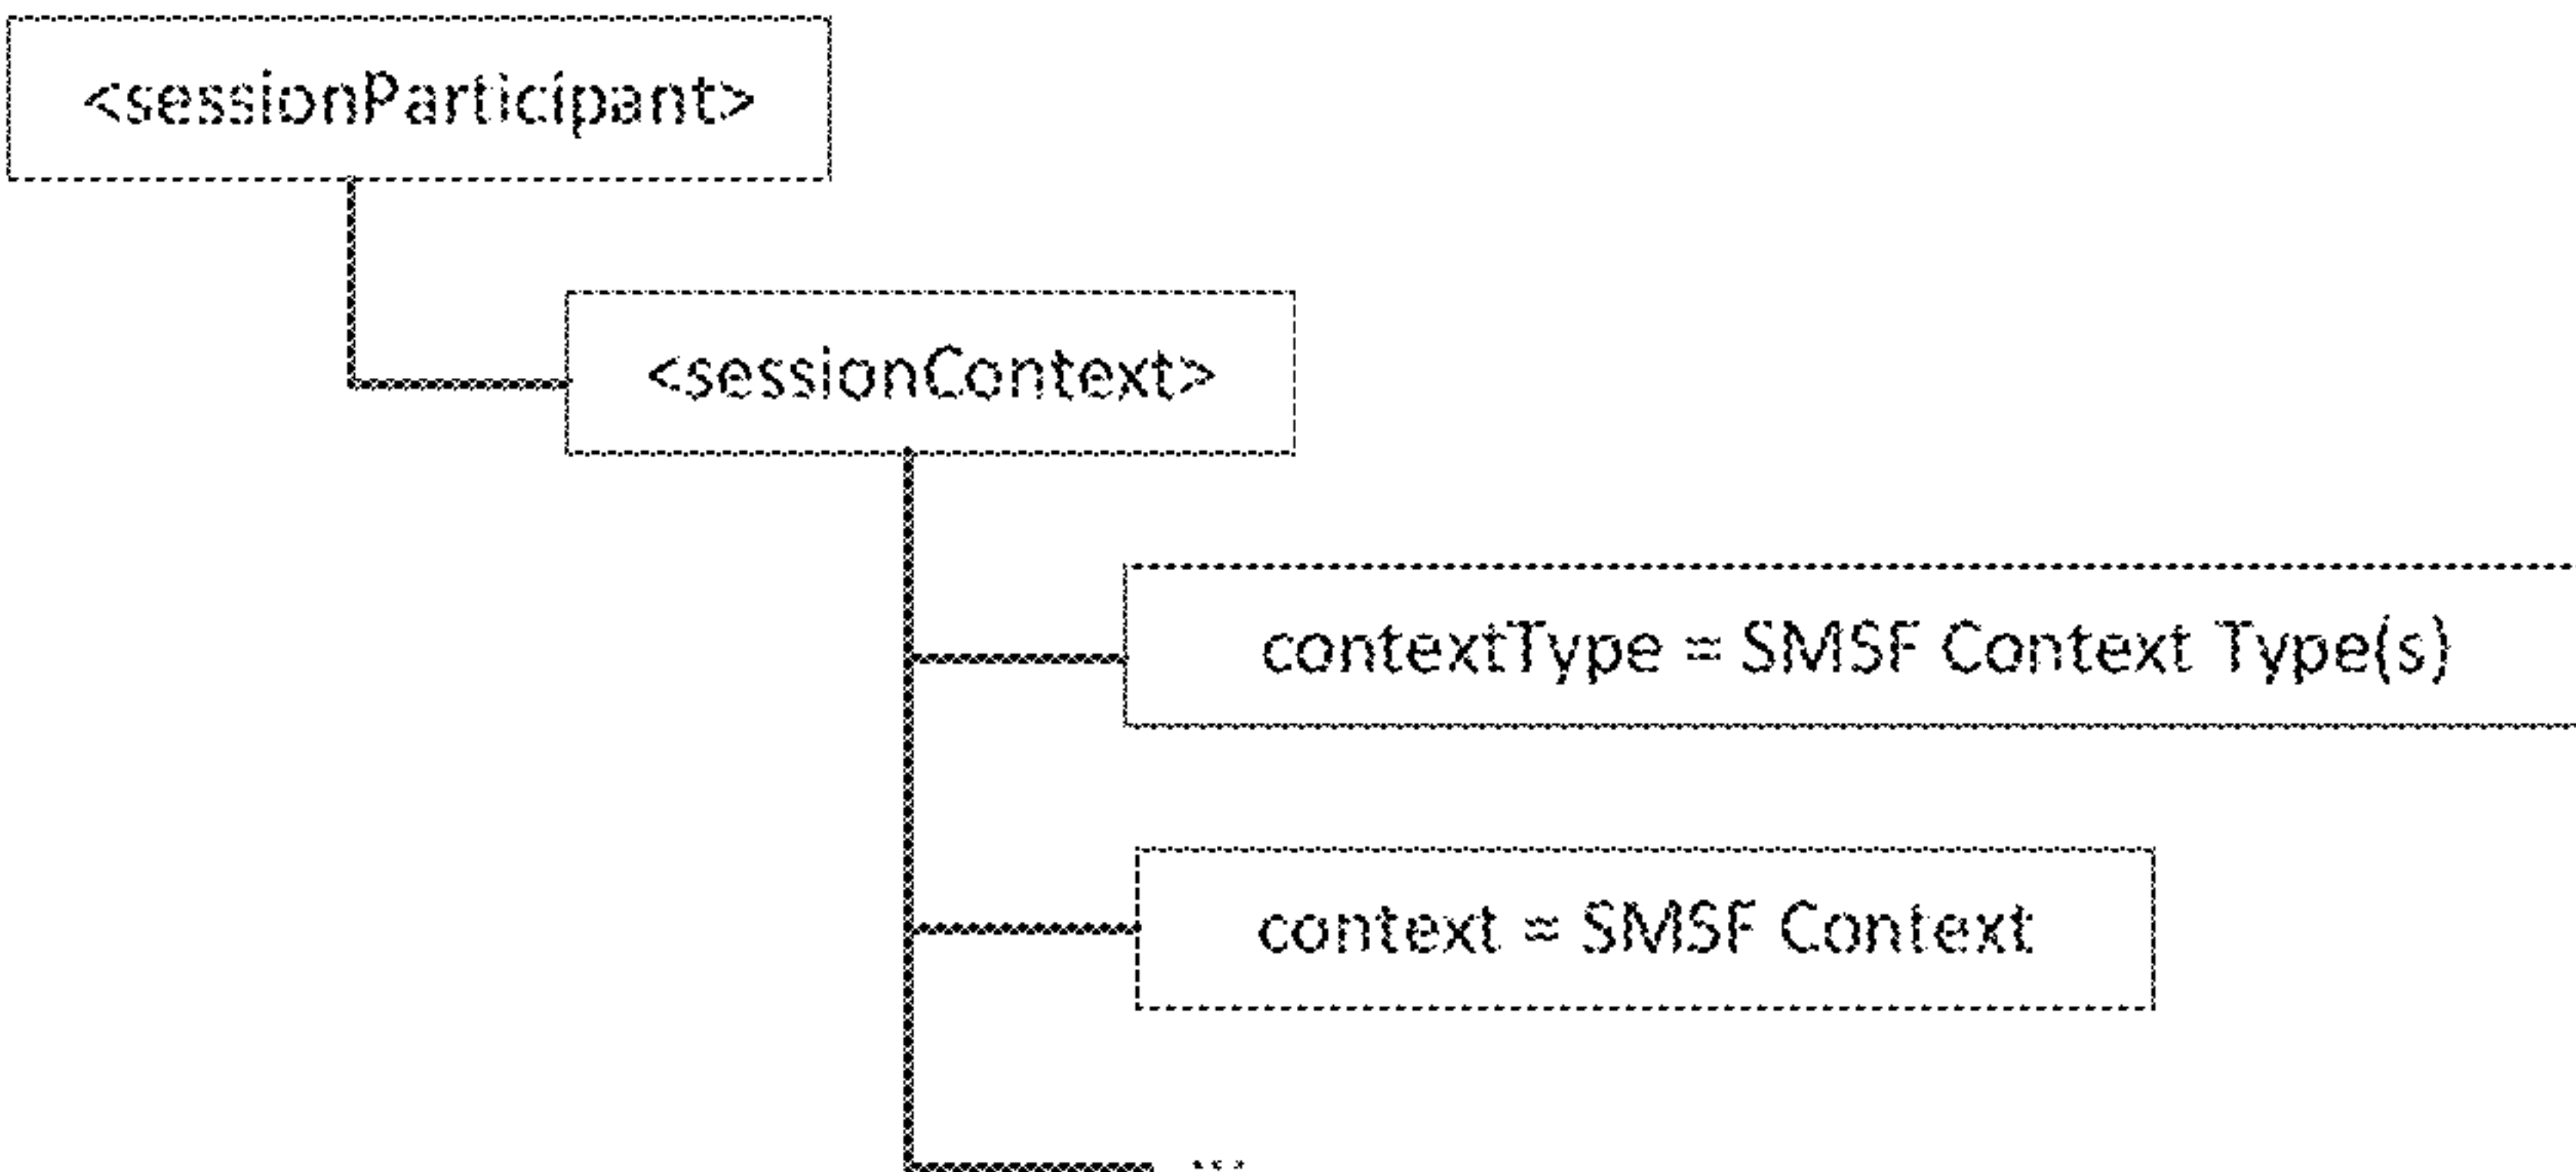 <sessionParticipant>
<sessionContext>
contextType = SMSF Context Type(s)
context = SMSF Context
...